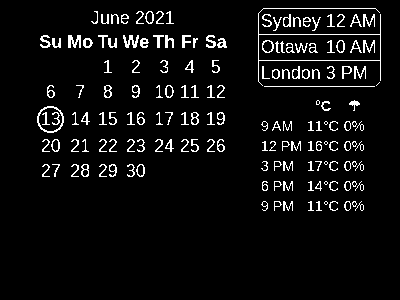 June 2021
Su Mo Tu We Th Fr Sa
1 2 3 4 5
6 7 8 9 10 11 12
13 14 15 16 17 18 19
20 21 22 23 24 25 26
27 28 29 30
Sydney 12 AM
Ottawa 10 AM
London 3 PM
°C
9 AM 11°C 0%
12 PM 16°C 0%
3 PM 17°C 0%
6 PM 14°C 0%
9 PM 11°C 0%